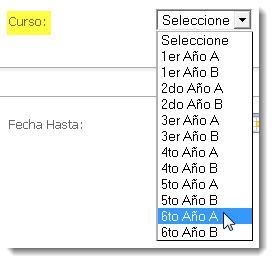 Curso: Seleccione
Seleccione
1er Año A
1er Año B
2do Año A
2do Año B
3er Año A
3er Año B
4to Año A
4to Año B
5to Año A
5to Año B
6to Año A
6to Año B
Fecha Hasta: